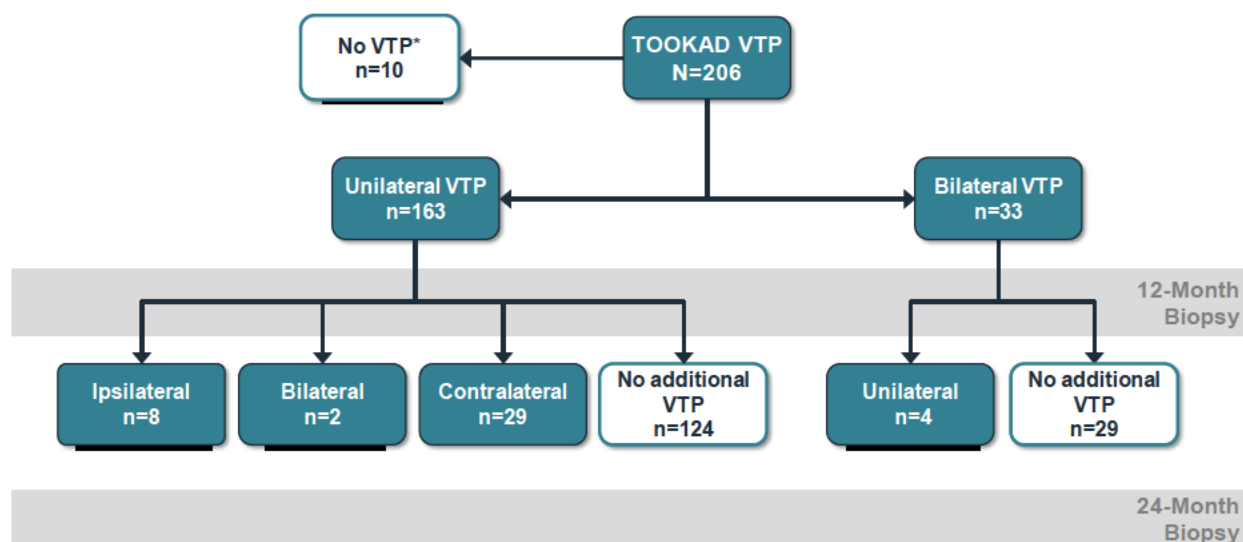 No VTP*
n=10
TOOKAD VTP
N=206
Unilateral VTP
n=163
Bilateral VTP
n=33
12-Month
Biopsy
Ipsilateral
n=8
Bilateral
n=2
Contralateral
n=29
No additional
VTP
n=124
Unilateral
n=4
No additional
VTP
n=29
24-Month
Biopsy